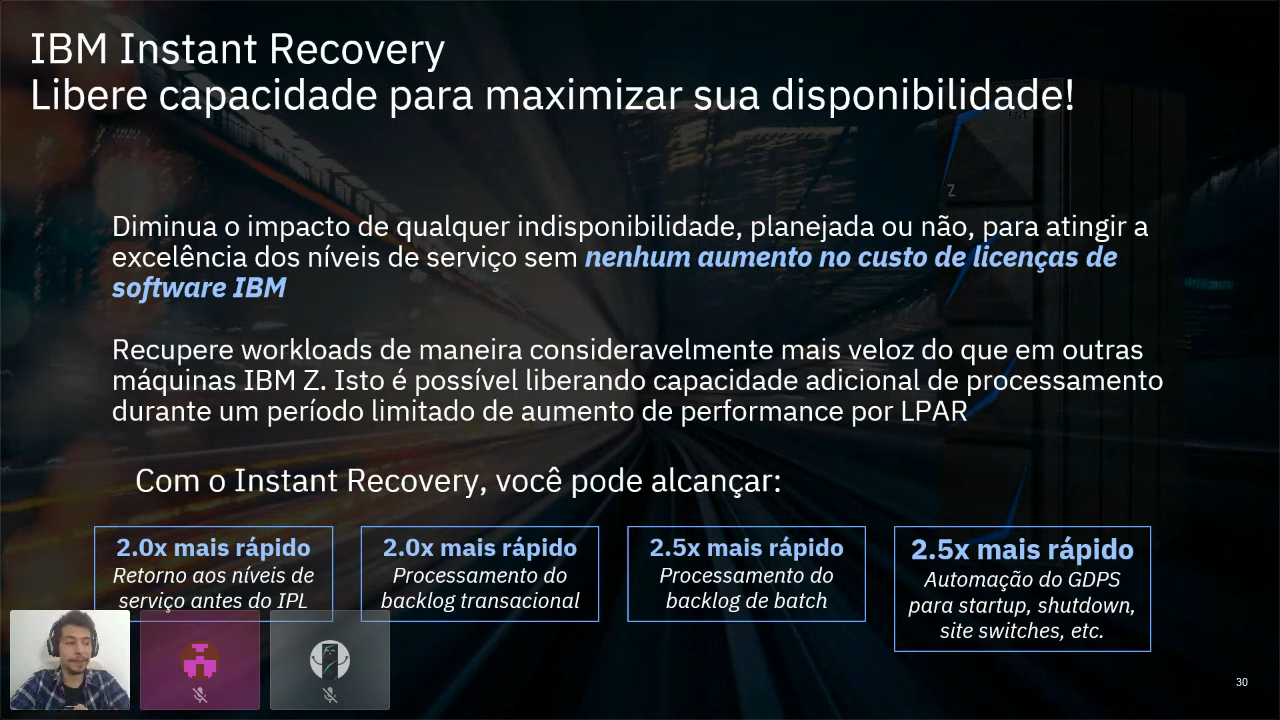 IBM Instant Recovery
Libere capacidade para maximizar sua disponibilidade!
Z
Diminua o impacto de qualquer indisponibilidade, planejada ou não, para atingir a
excelência dos níveis de serviço sem nenhum aumento no custo de licenças de
software IBM
Recupere workloads de maneira consideravelmente mais veloz do que em outras
máquinas IBM Z. Isto é possível liberando capacidade adicional de processamento
durante um período limitado de aumento de performance por LPAR
Com o Instant Recovery, você pode alcançar:
2.0x mais rápido
Retorno aos níveis de
serviço antes do IPL
2.0x mais rápido
Processamento do
backlog transacional
2.5x mais rápido
Processamento do
backlog de batch
2.5x mais rápido
Automação do GDPS
para startup, shutdown,
site switches, etc.
30